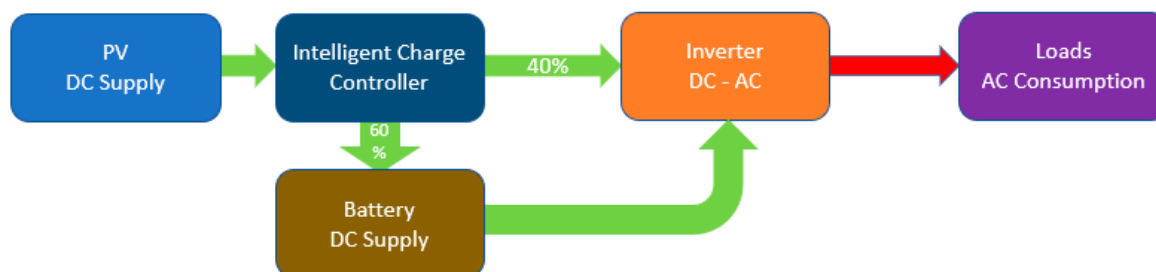 PV
DC Supply
Intelligent Charge
Controller
40%
Inverter
DC - AC
Loads
AC Consumption
60
%
Battery
DC Supply